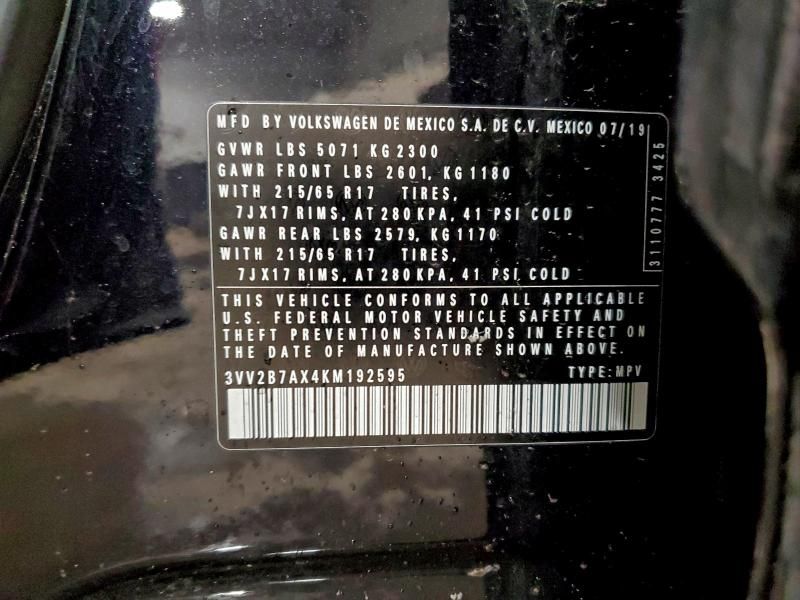 MFD BY VOLKSWAGEN DE MEXICO S.A. DE C.V. MEXICO 07/19
GVWR LBS 5071 KG 2300
GAWR FRONT LBS 2601, KG 1180
WITH 215/65 R17 TIRES,
7JX17 RIMS, AT 280 KPA, 41 PSI COLD
GAWR REAR LBS 2579, KG 1170
WITH 215/65 R17 TIRES,
7JX17 RIMS, AT 280 KPA, 41 PSI COLD
3110777 3425
THIS VEHICLE CONFORMS TO ALL APPLICABLE
U.S. FEDERAL MOTOR VEHICLE SAFETY AND
THEFT PREVENTION STANDARDS IN EFFECT ON
THE DATE OF MANUFACTURE SHOWN ABOVE.
3VV2B7AX4KM192595 TYPE: MPV